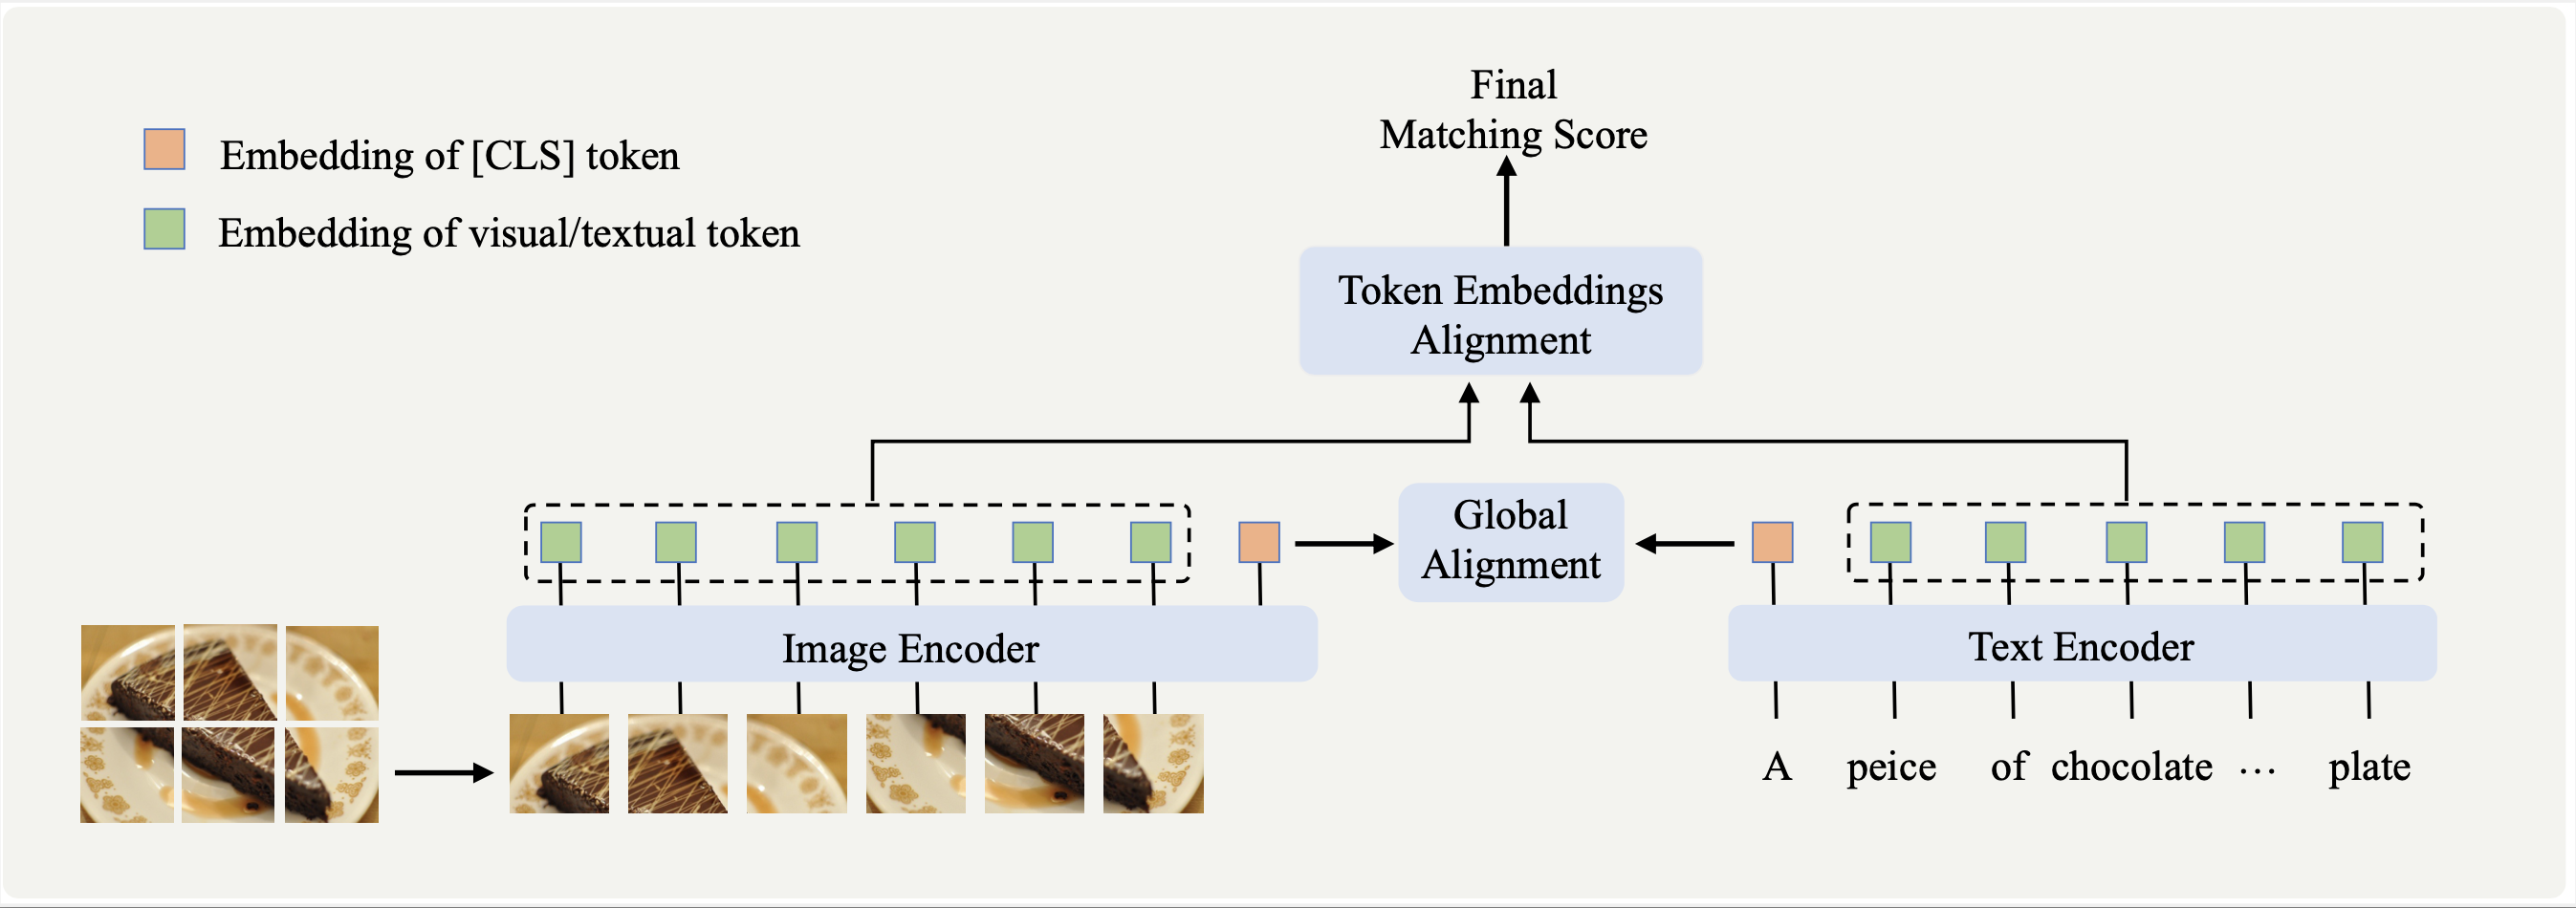 Final
Matching Score
Embedding of [CLS] token
Embedding of visual/textual token
Token Embeddings
Alignment
Global
Alignment
Image Encoder
Text Encoder
A peice of chocolate ... plate